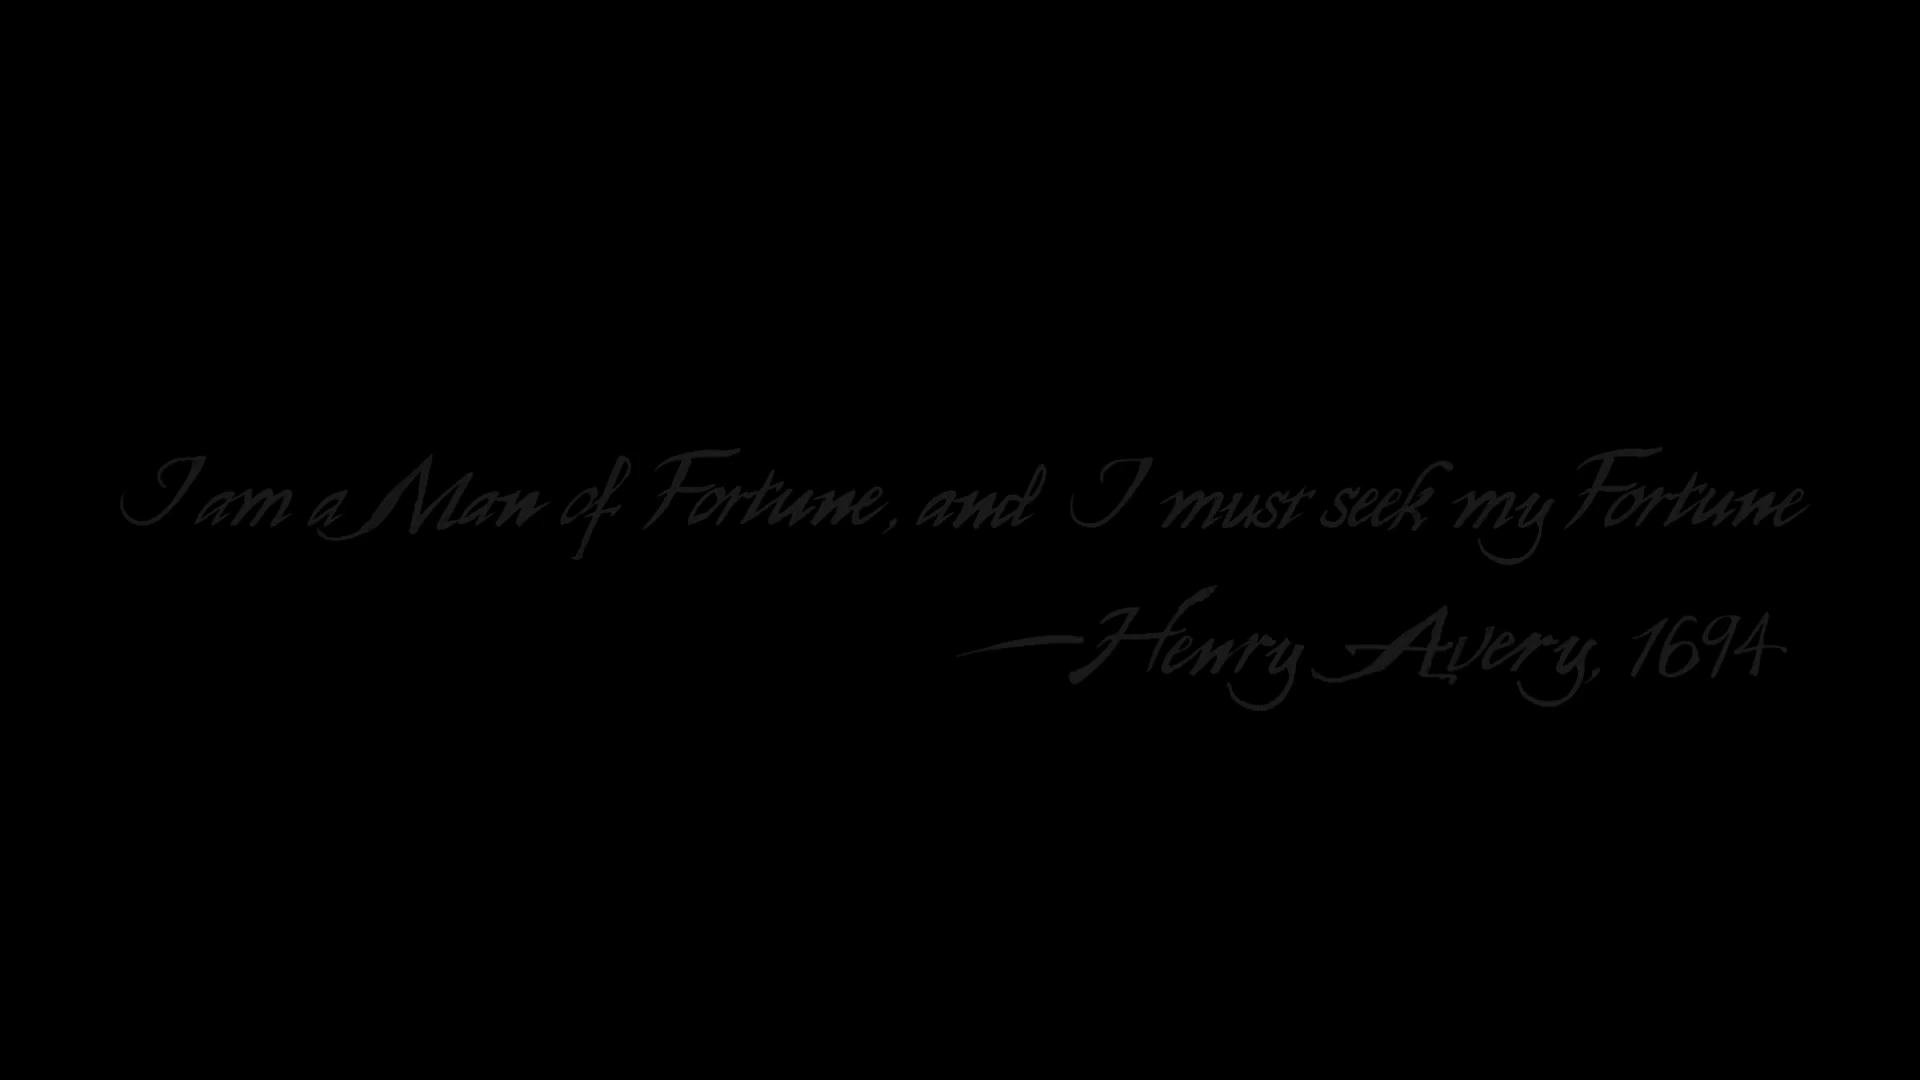 I am a Man of Fortune, and I must seek my Fortune
—Henry Avery, 1694